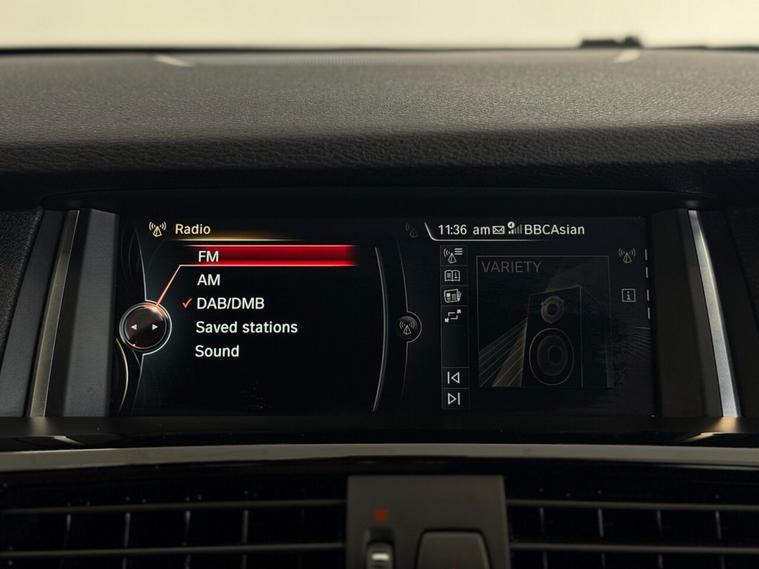 Radio
11:36 am BBCAsian
FM
AM
DAB/DMB
Saved stations
Sound
VARIETY